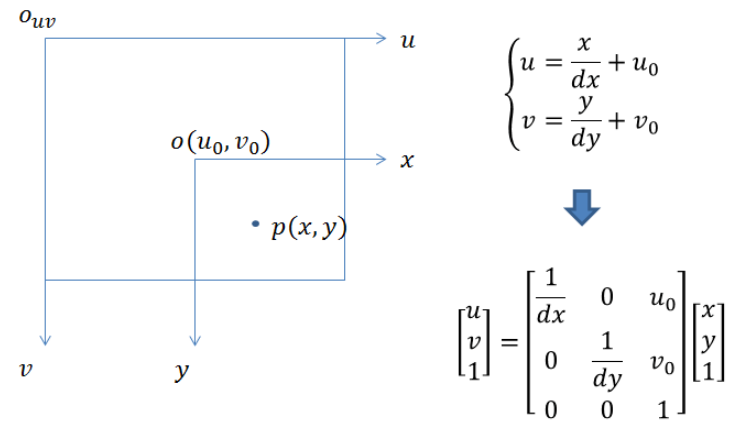 o_{uv}
u
o(u_0, v_0)
x
p(x, y)
v
y
\begin{cases} u = \frac{x}{dx} + u_0 \\ v = \frac{y}{dy} + v_0 \end{cases}
\begin{bmatrix} u \\ v \\ 1 \end{bmatrix} = \begin{bmatrix} \frac{1}{dx} & 0 & u_0 \\ 0 & \frac{1}{dy} & v_0 \\ 0 & 0 & 1 \end{bmatrix} \begin{bmatrix} x \\ y \\ 1 \end{bmatrix}